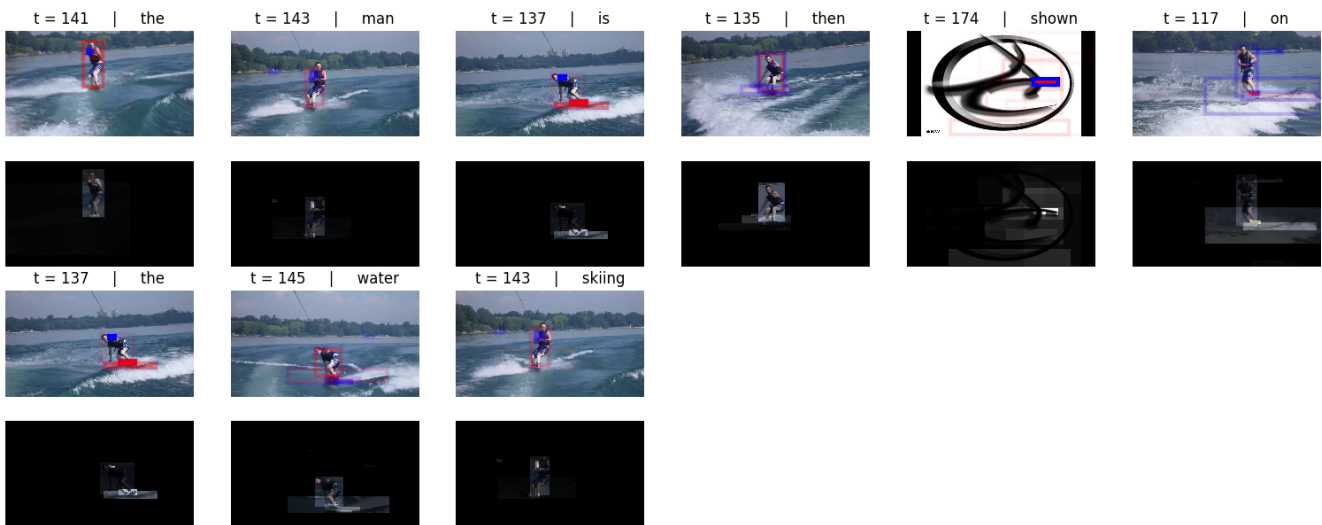 t = 141 | the
t = 143 | man
t = 137 | is
t = 135 | then
t = 174 | shown
t = 117 | on
t = 137 | the
t = 145 | water
t = 143 | skiing